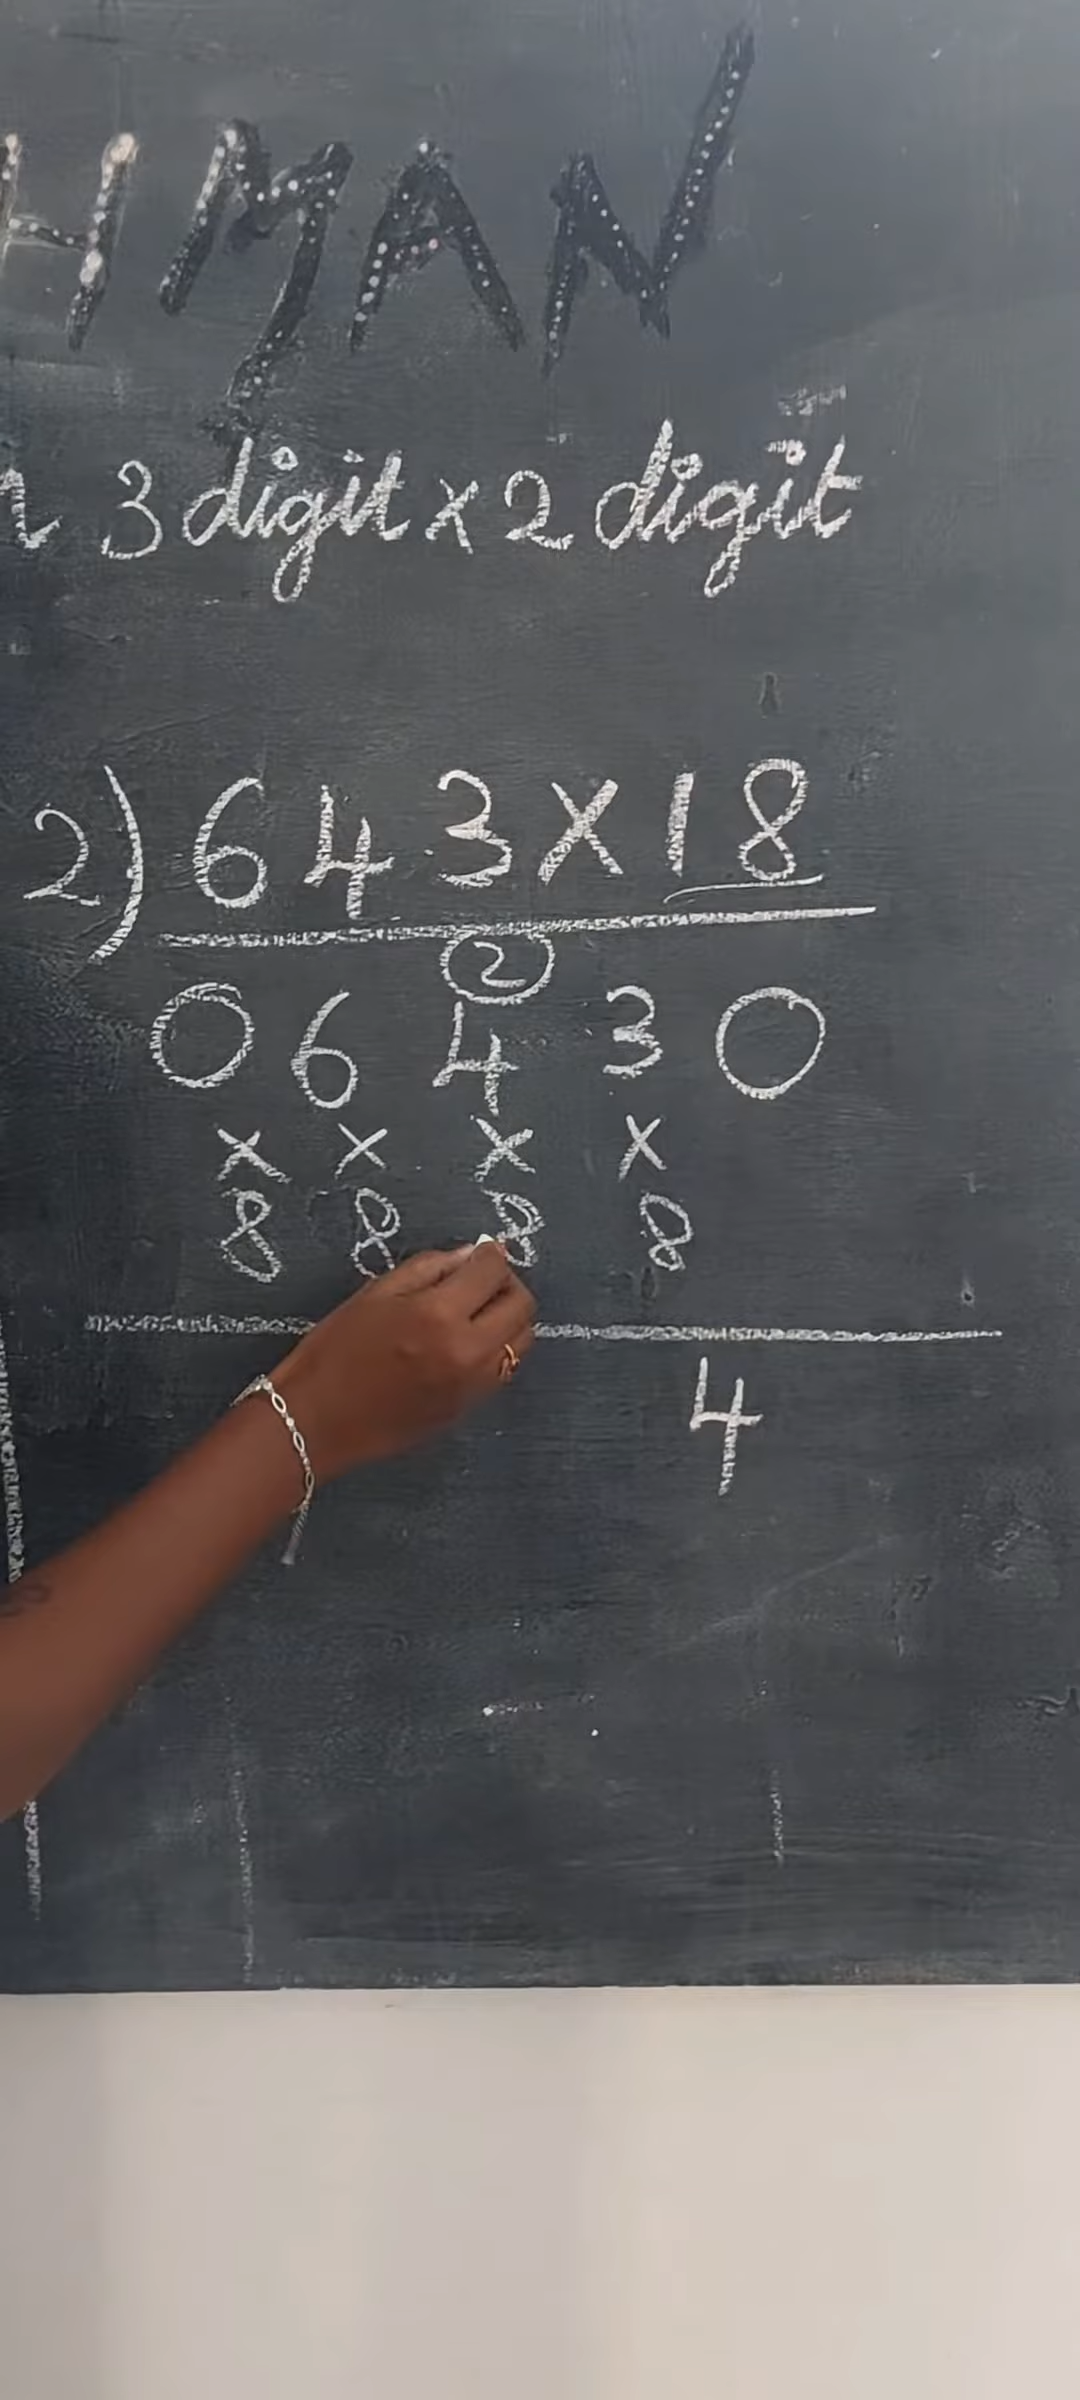 HMAN
n 3 digit x 2 digit
2) 643 X 18
2
0 6 4 3 0
x x x x
8 8 8 8
4